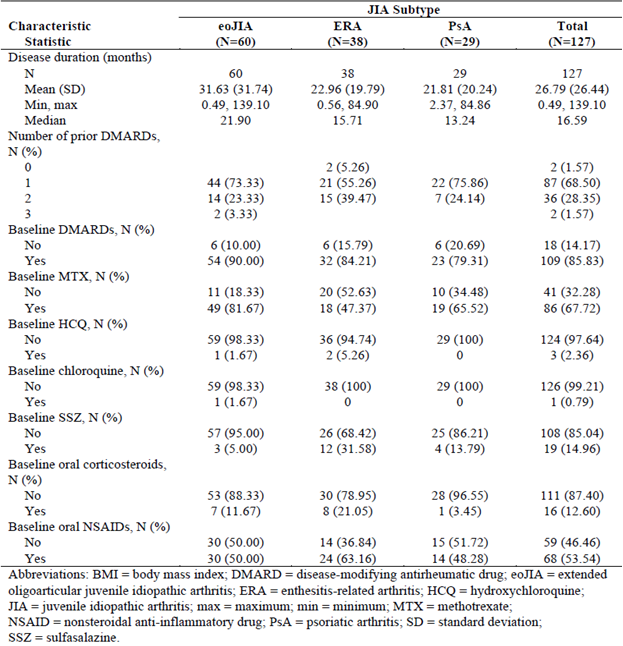 JIA Subtype
Characteristic eoJIA ERA PsA Total
Statistic (N=60) (N=38) (N=29) (N=127)
Disease duration (months)
N 60 38 29 127
Mean (SD) 31.63 (31.74) 22.96 (19.79) 21.81 (20.24) 26.79 (26.44)
Min, max 0.49, 139.10 0.56, 84.90 2.37, 84.86 0.49, 139.10
Median 21.90 15.71 13.24 16.59
Number of prior DMARDs,
N (%)
0 2 (5.26) 2 (1.57)
1 44 (73.33) 21 (55.26) 22 (75.86) 87 (68.50)
2 14 (23.33) 15 (39.47) 7 (24.14) 36 (28.35)
3 2 (3.33) 2 (1.57)
Baseline DMARDs, N (%)
No 6 (10.00) 6 (15.79) 6 (20.69) 18 (14.17)
Yes 54 (90.00) 32 (84.21) 23 (79.31) 109 (85.83)
Baseline MTX, N (%)
No 11 (18.33) 20 (52.63) 10 (34.48) 41 (32.28)
Yes 49 (81.67) 18 (47.37) 19 (65.52) 86 (67.72)
Baseline HCQ, N (%)
No 59 (98.33) 36 (94.74) 29 (100) 124 (97.64)
Yes 1 (1.67) 2 (5.26) 0 3 (2.36)
Baseline chloroquine, N (%)
No 59 (98.33) 38 (100) 29 (100) 126 (99.21)
Yes 1 (1.67) 0 0 1 (0.79)
Baseline SSZ, N (%)
No 57 (95.00) 26 (68.42) 25 (86.21) 108 (85.04)
Yes 3 (5.00) 12 (31.58) 4 (13.79) 19 (14.96)
Baseline oral corticosteroids,
N (%)
No 53 (88.33) 30 (78.95) 28 (96.55) 111 (87.40)
Yes 7 (11.67) 8 (21.05) 1 (3.45) 16 (12.60)
Baseline oral NSAIDs, N (%)
No 30 (50.00) 14 (36.84) 15 (51.72) 59 (46.46)
Yes 30 (50.00) 24 (63.16) 14 (48.28) 68 (53.54)
Abbreviations: BMI = body mass index; DMARD = disease-modifying antirheumatic drug; eoJIA = extended
oligoarticular juvenile idiopathic arthritis; ERA = enthesitis-related arthritis; HCQ = hydroxychloroquine;
JIA = juvenile idiopathic arthritis; max = maximum; min = minimum; MTX = methotrexate;
NSAID = nonsteroidal anti-inflammatory drug; PsA = psoriatic arthritis; SD = standard deviation;
SSZ = sulfasalazine.